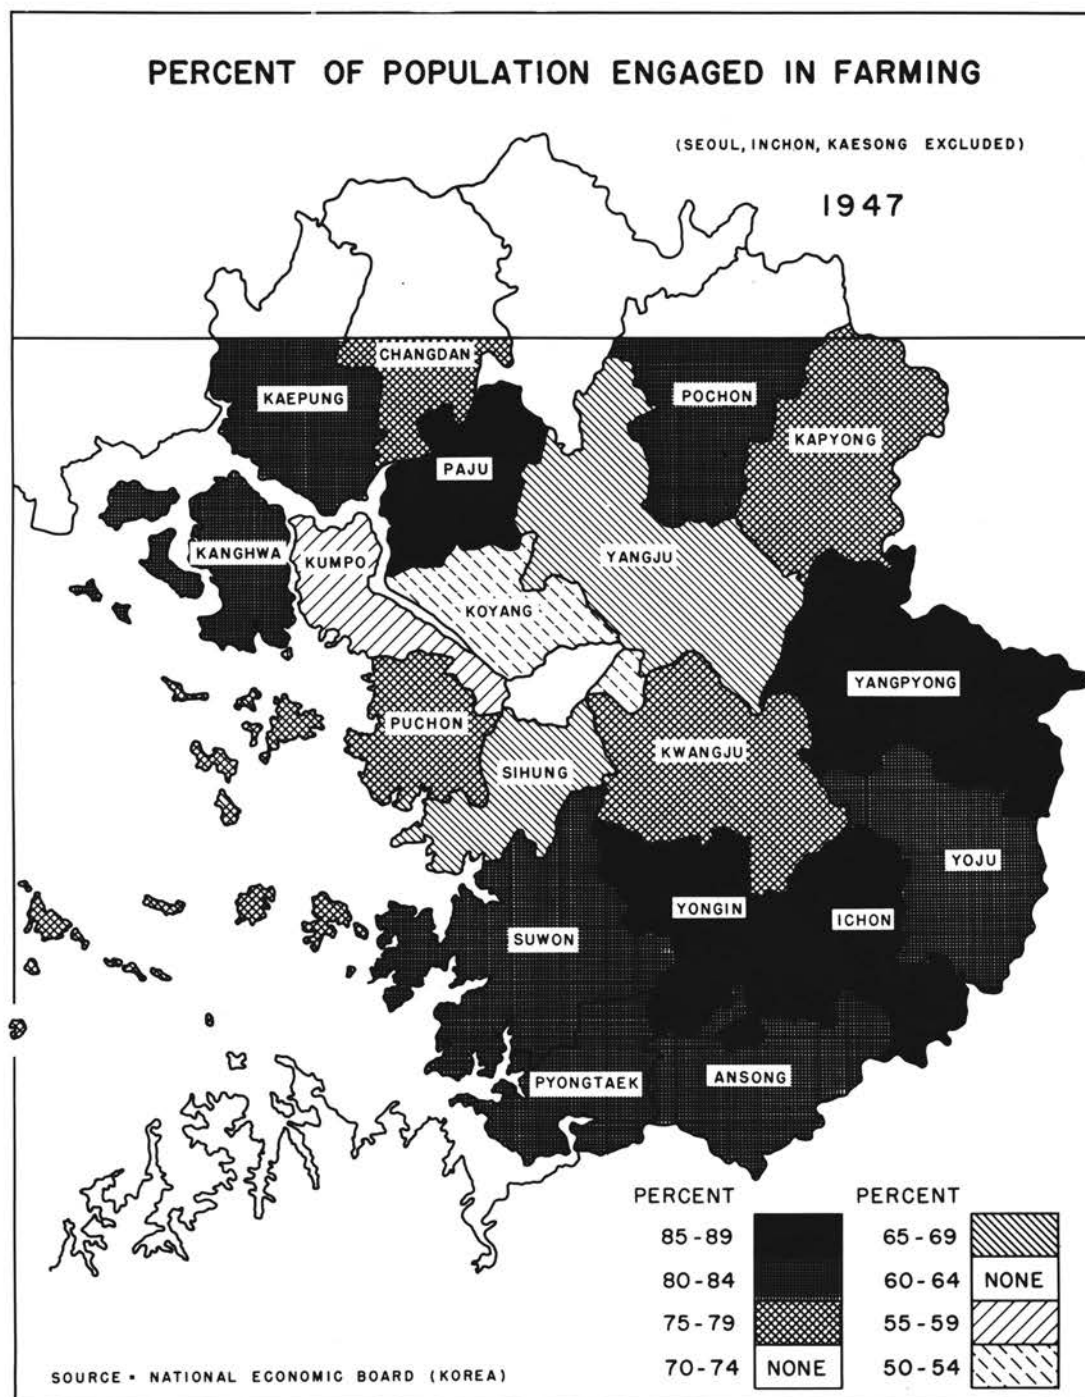 PERCENT OF POPULATION ENGAGED IN FARMING
(SEOUL, INCHON, KAESONG EXCLUDED)
1947
CHANGDAN
KAEPUNG
POCHON
KAPYONG
PAJU
KANGHWA
KUMPO
YANGJU
KOYANG
YANGPYONG
PUCHON
KWANGJU
SIHUNG
YOJU
YONGIN
ICHON
SUWON
PYONGTAEK
ANSONG
PERCENT
85-89
80-84
75-79
70-74 NONE
PERCENT
65-69
60-64 NONE
55-59
50-54
SOURCE - NATIONAL ECONOMIC BOARD (KOREA)